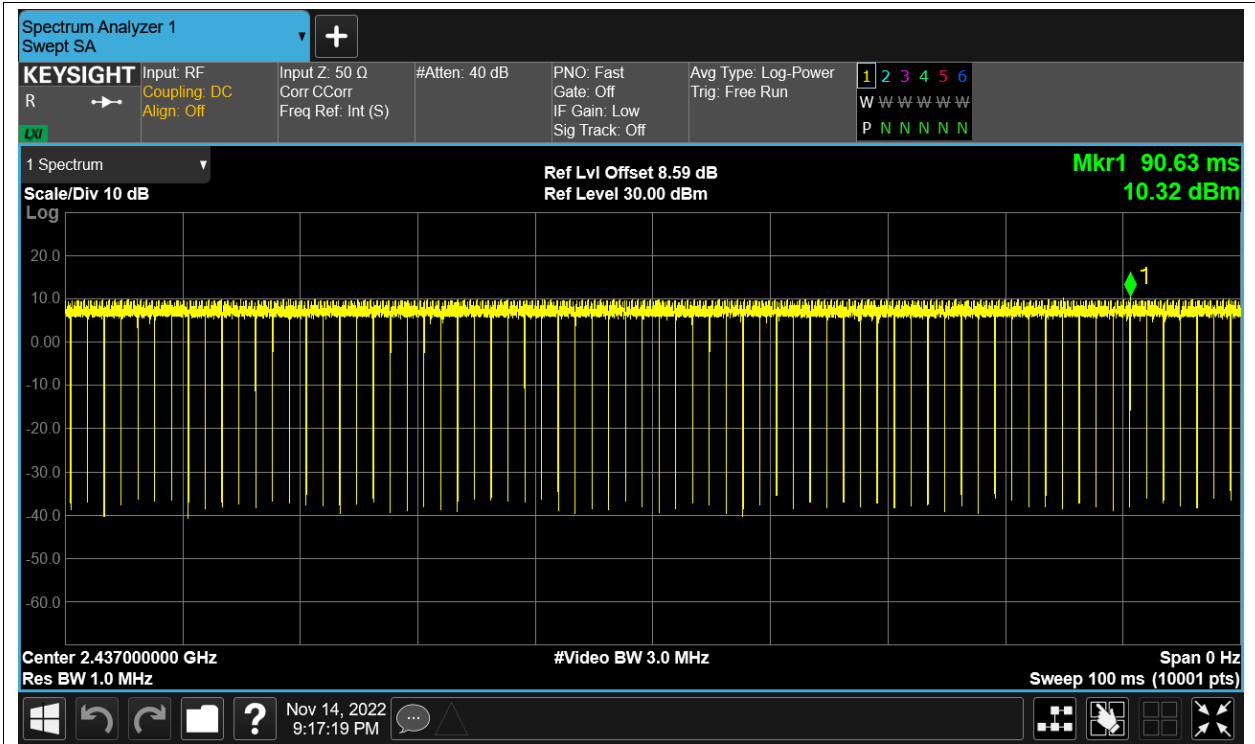 Spectrum Analyzer 1
Swept SA
+
KEYSIGHT
R
LXI
Input: RF
Coupling: DC
Align: Off
Input Z: 50 Ω
Corr CCorr
Freq Ref: Int (S)
#Atten: 40 dB
PNO: Fast
Gate: Off
IF Gain: Low
Sig Track: Off
Avg Type: Log-Power
Trig: Free Run
1 2 3 4 5 6
W W W W W W
P N N N N N
1 Spectrum
Scale/Div 10 dB
Log
Ref Lvl Offset 8.59 dB
Ref Level 30.00 dBm
Mkr1 90.63 ms
10.32 dBm
20.0
10.0
0.00
-10.0
-20.0
-30.0
-40.0
-50.0
-60.0
1
Center 2.437000000 GHz
Res BW 1.0 MHz
#Video BW 3.0 MHz
Span 0 Hz
Sweep 100 ms (10001 pts)
?
Nov 14, 2022
9:17:19 PM